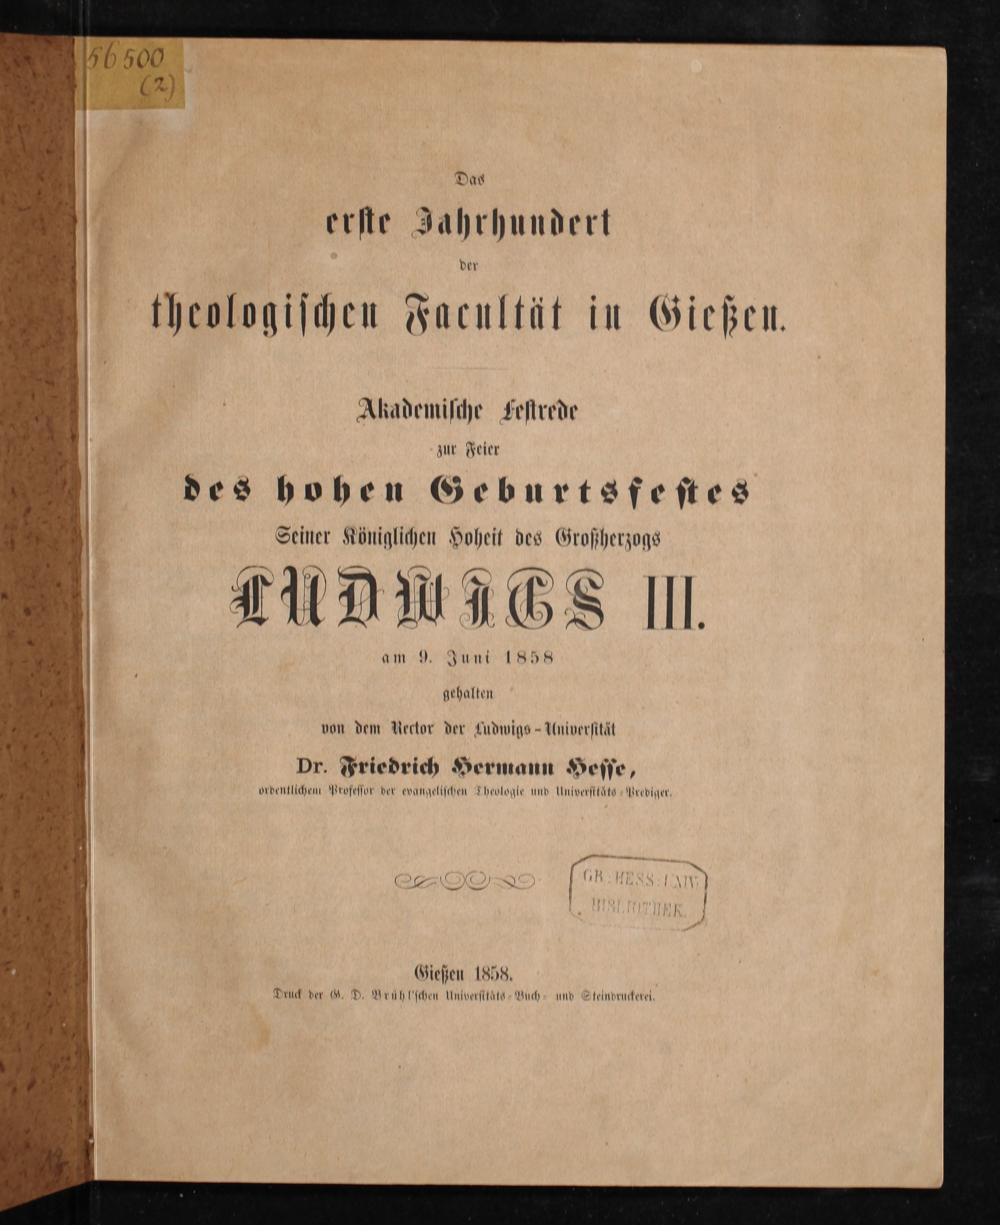 56500
(2)
Das
erste Jahrhundert
der
theologischen Facultät in Gießen.
Akademische Festrede
zur Feier
des hohen Geburtsfestes
Seiner Königlichen Hoheit des Großherzogs
LUDWIGS III.
am 9. Juni 1858
gehalten
von dem Rector der Ludwigs-Universität
Dr. Friedrich Hermann Hesse,
ordentlichem Professor der evangelischen Theologie und Universitäts-Prediger.
GR. HESS. UNIV.
BIBLIOTHEK.
Gießen 1858.
Druck der G. D. Brühl'schen Universitäts-Buch- und Steindruckerei.